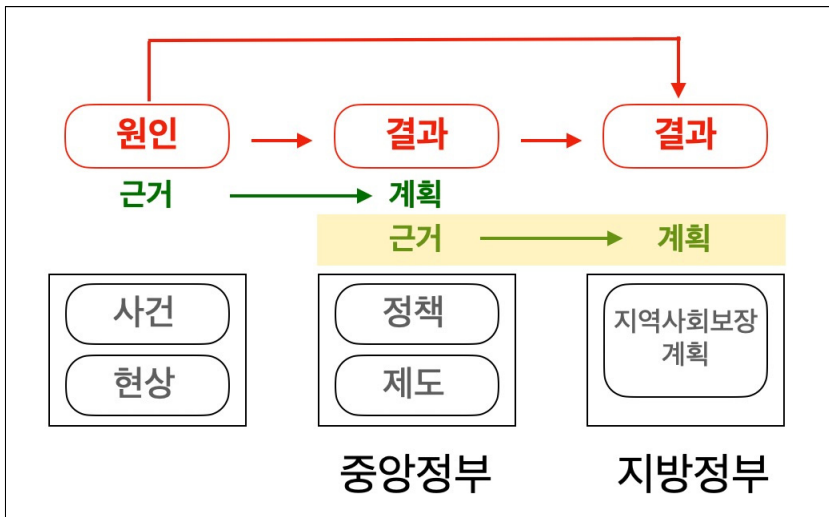 원인
결과
결과
근거
계획
근거
계획
사건
현상
정책
제도
지역사회보장
계획
중앙정부
지방정부